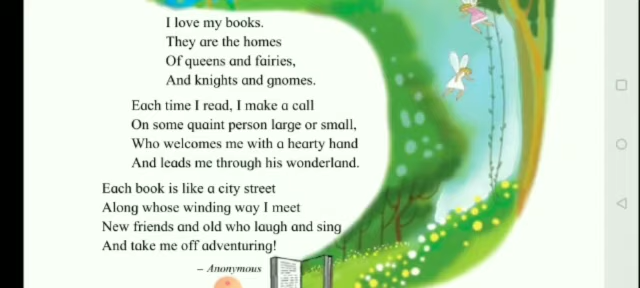 I love my books.
They are the homes
Of queens and fairies,
And knights and gnomes.
Each time I read, I make a call
On some quaint person large or small,
Who welcomes me with a hearty hand
And leads me through his wonderland.
Each book is like a city street
Along whose winding way I meet
New friends and old who laugh and sing
And take me off adventuring!
– Anonymous